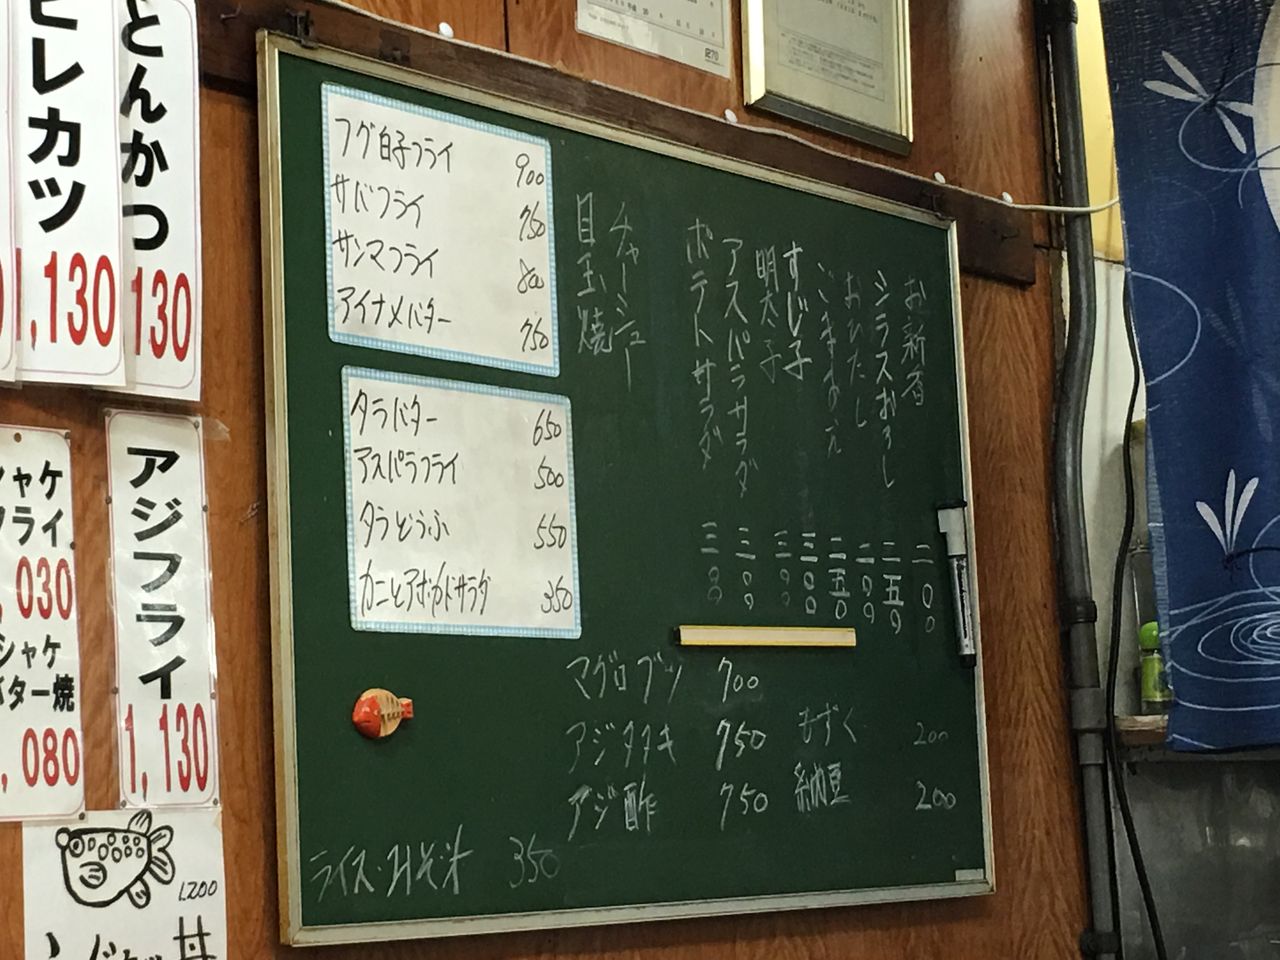 ヒレカツ
1,130
とんかつ
130
シャケ
フライ
,030
シャケ
バター焼
,080
アジフライ
1,130
1,200
フグ白子フライ 900
サバフライ 750
サンマフライ 800
アイナメバター 750
タラバター 650
アスパラフライ 500
タラどうふ 550
カニとアボカドサラダ 350
お新香 二〇〇
シラスおろし 二五〇
おひたし 二〇〇
ごまあえ 二五〇
すじ子 三〇〇
明太子 三〇〇
アスパラサラダ 三〇〇
ポテトサラダ 三〇〇
チャーシュー
目玉焼
マグロブツ 700
アジタタキ 750
もずく 200
アジ酢 750
納豆 200
ライス・みそ汁 350